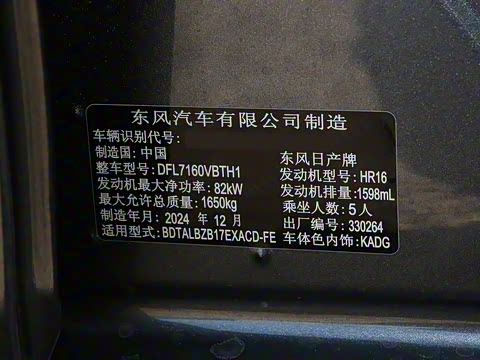 东风汽车有限公司制造
车辆识别代号:
制造国: 中国 东风日产牌
整车型号: DFL7160VBTH1 发动机型号: HR16
发动机最大净功率: 82kW 发动机排量: 1598mL
最大允许总质量: 1650kg 乘坐人数: 5人
制造年月: 2024 年 12月 出厂编号: 330264
适用型式: BDTALBZB17EXACD-FE 车体色内饰: KADG